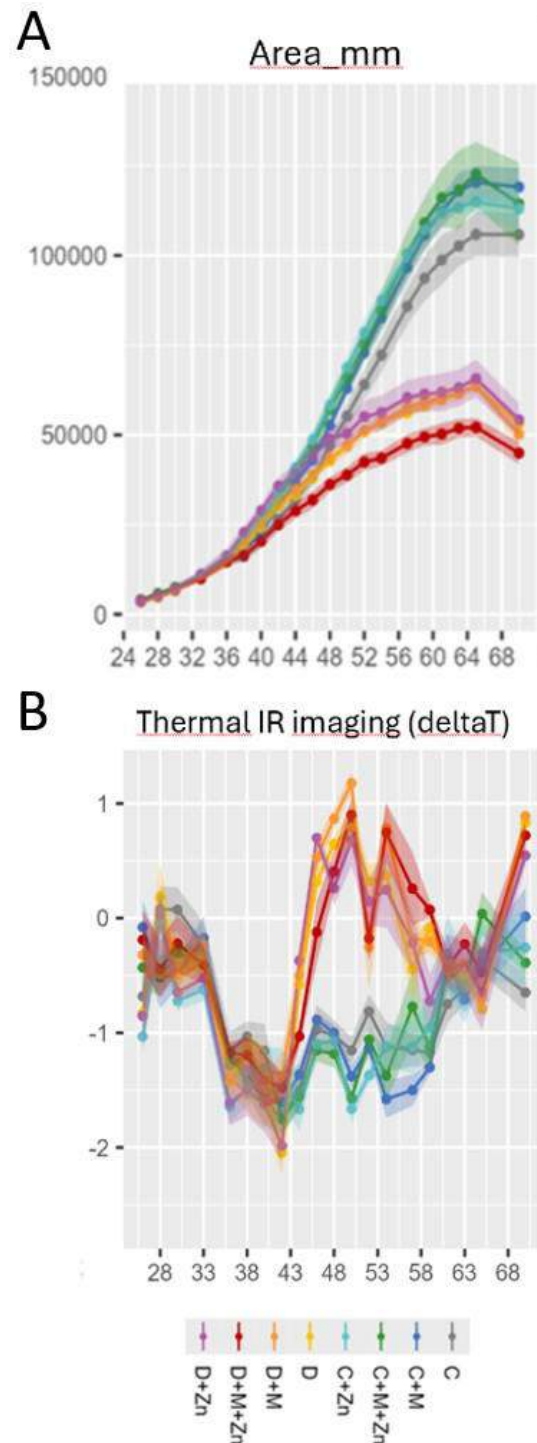 A
Area_mm
150000
100000
50000
0
24 28 32 36 40 44 48 52 56 60 64 68
B
Thermal IR imaging (deltaT)
1
0
-1
-2
28 33 38 43 48 53 58 63 68
D+Zn
D+M+Zn
D+M
D
C+Zn
C+M+Zn
C+M
C